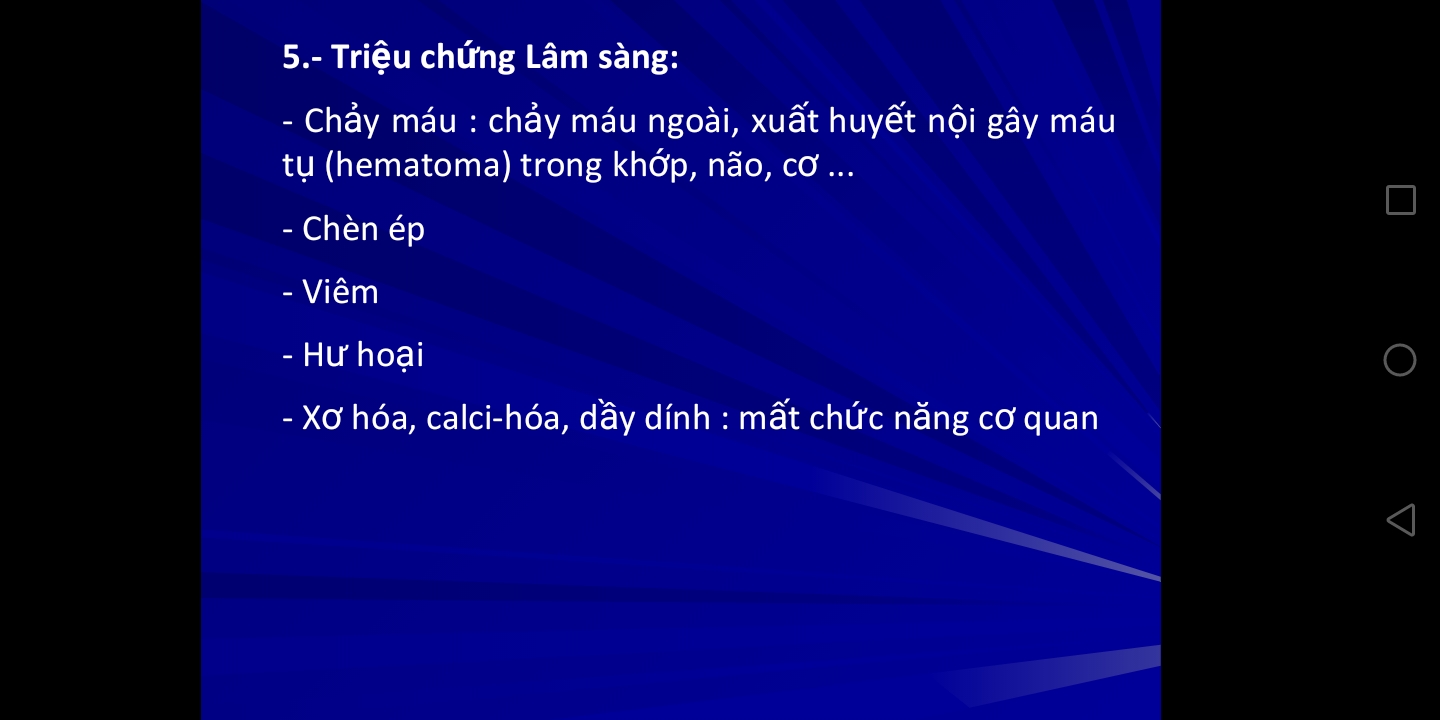 5.- Triệu chứng Lâm sàng:
- Chảy máu : chảy máu ngoài, xuất huyết nội gây máu
tụ (hematoma) trong khớp, não, cơ ...
- Chèn ép
- Viêm
- Hư hoại
- Xơ hóa, calci-hóa, dầy dính : mất chức năng cơ quan